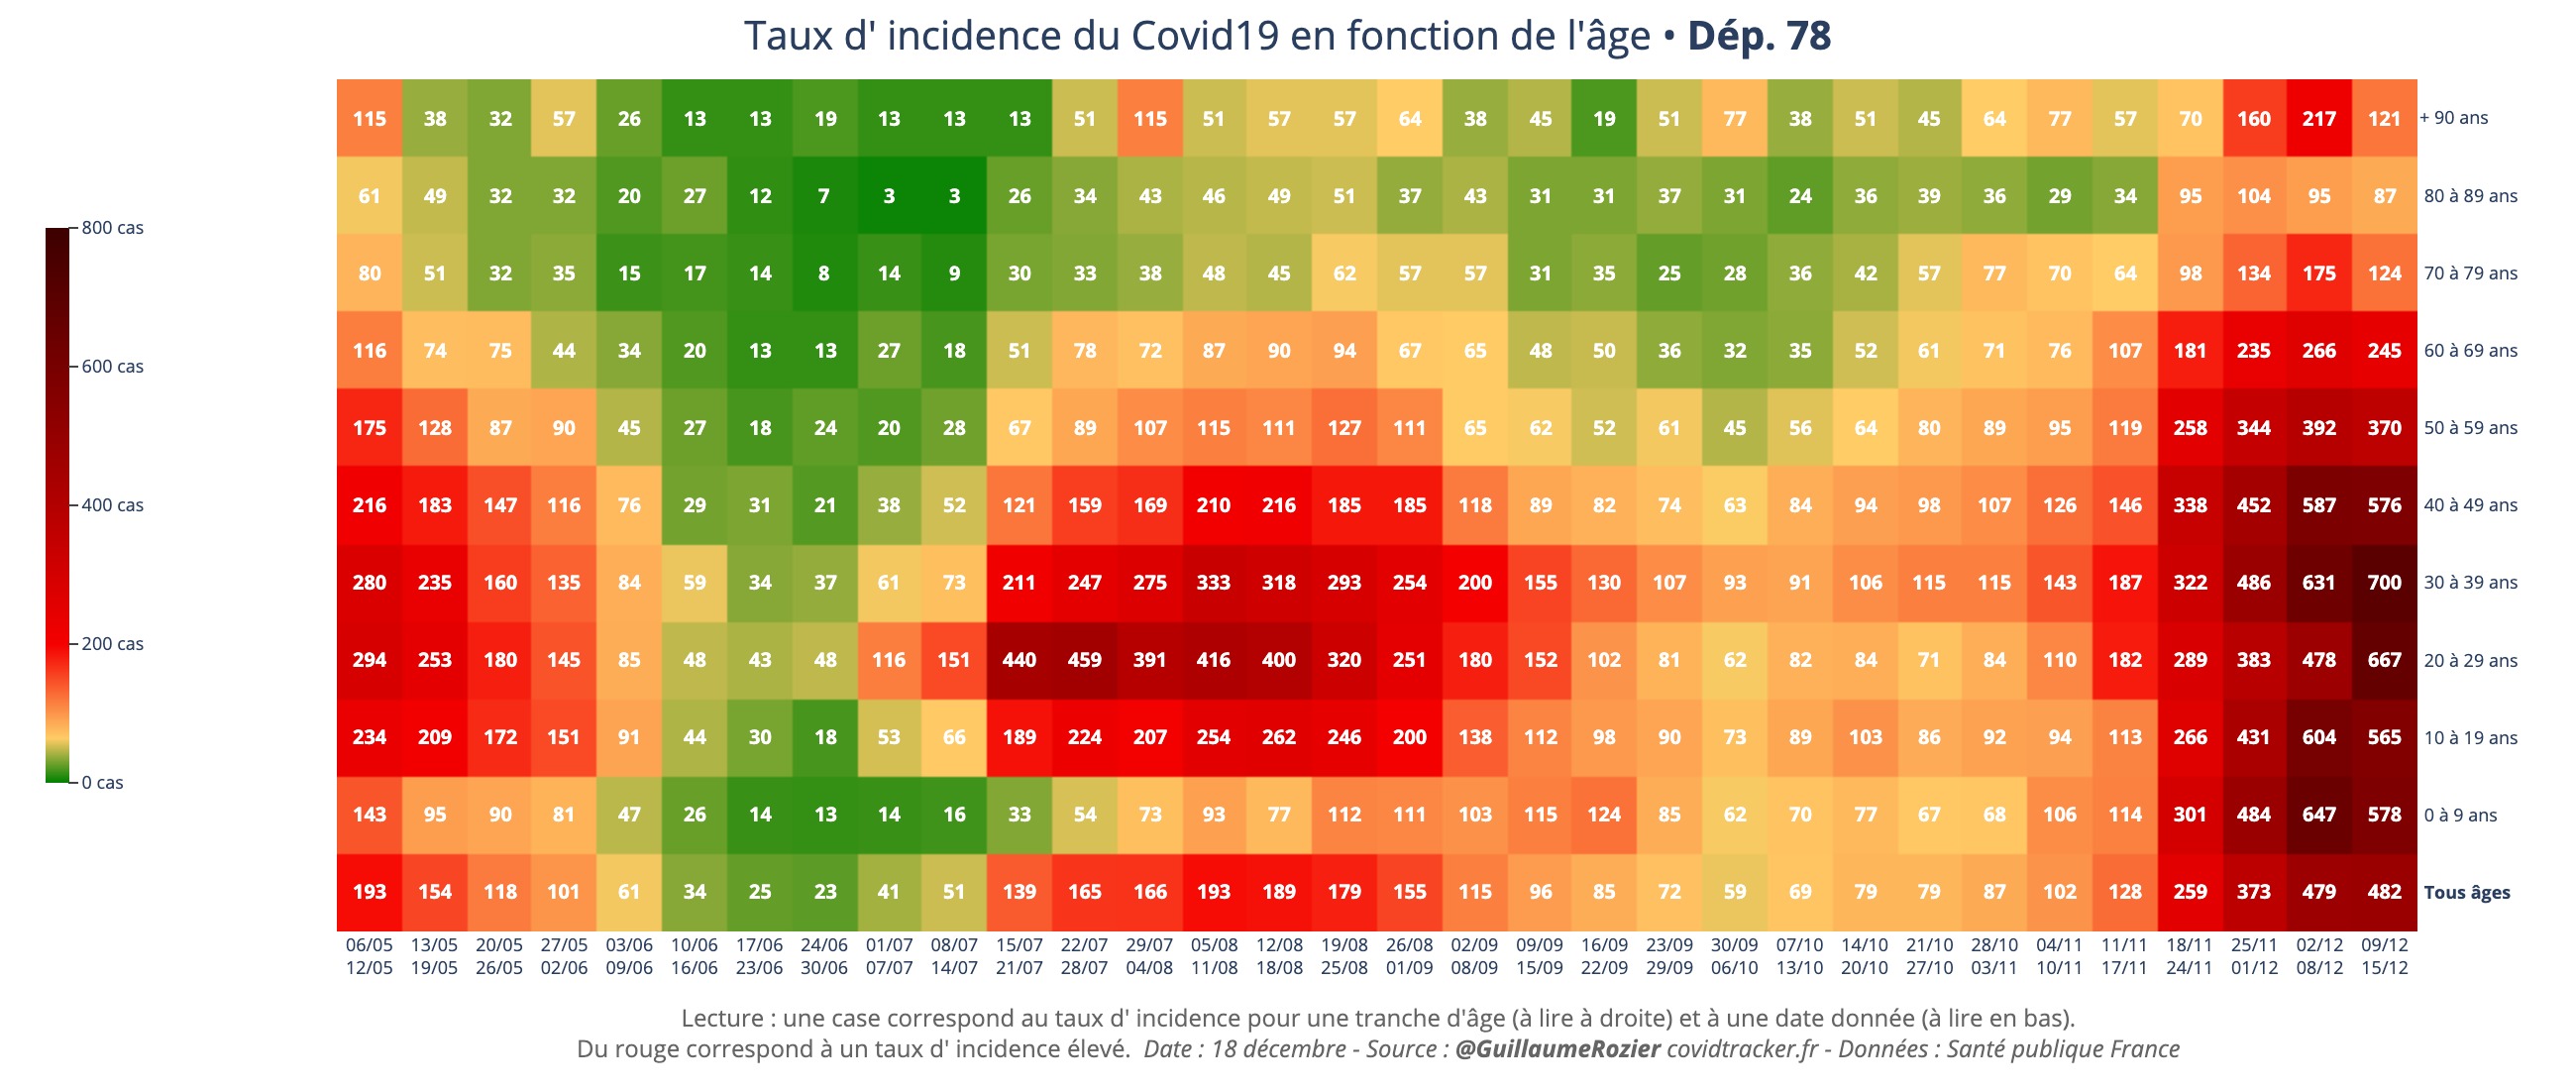 Taux d' incidence du Covid19 en fonction de l'âge • Dép. 78
115 38 32 57 26 13 13 19 13 13 13 51 115 51 57 57 64 38 45 19 51 77 38 51 45 64 77 57 70 160 217 121 + 90 ans
61 49 32 32 20 27 12 7 3 3 26 34 43 46 49 51 37 43 31 31 37 31 24 36 39 36 29 34 95 104 95 87 80 à 89 ans
80 51 32 35 15 17 14 8 14 9 30 33 38 48 45 62 57 57 31 35 25 28 36 42 57 77 70 64 98 134 175 124 70 à 79 ans
116 74 75 44 34 20 13 13 27 18 51 78 72 87 90 94 67 65 48 50 36 32 35 52 61 71 76 107 181 235 266 245 60 à 69 ans
175 128 87 90 45 27 18 24 20 28 67 89 107 115 111 127 111 65 62 52 61 45 56 64 80 89 95 119 258 344 392 370 50 à 59 ans
216 183 147 116 76 29 31 21 38 52 121 159 169 210 216 185 185 118 89 82 74 63 84 94 98 107 126 146 338 452 587 576 40 à 49 ans
280 235 160 135 84 59 34 37 61 73 211 247 275 333 318 293 254 200 155 130 107 93 91 106 115 115 143 187 322 486 631 700 30 à 39 ans
294 253 180 145 85 48 43 48 116 151 440 459 391 416 400 320 251 180 152 102 81 62 82 84 71 84 110 182 289 383 478 667 20 à 29 ans
234 209 172 151 91 44 30 18 53 66 189 224 207 254 262 246 200 138 112 98 90 73 89 103 86 92 94 113 266 431 604 565 10 à 19 ans
143 95 90 81 47 26 14 13 14 16 33 54 73 93 77 112 111 103 115 124 85 62 70 77 67 68 106 114 301 484 647 578 0 à 9 ans
193 154 118 101 61 34 25 23 41 51 139 165 166 193 189 179 155 115 96 85 72 59 69 79 79 87 102 128 259 373 479 482 Tous âges
06/05 13/05 20/05 27/05 03/06 10/06 17/06 24/06 01/07 08/07 15/07 22/07 29/07 05/08 12/08 19/08 26/08 02/09 09/09 16/09 23/09 30/09 07/10 14/10 21/10 28/10 04/11 11/11 18/11 25/11 02/12 09/12
12/05 19/05 26/05 02/06 09/06 16/06 23/06 30/06 07/07 14/07 21/07 28/07 04/08 11/08 18/08 25/08 01/09 08/09 15/09 22/09 29/09 06/10 13/10 20/10 27/10 03/11 10/11 17/11 24/11 01/12 08/12 15/12
800 cas
600 cas
400 cas
200 cas
0 cas
Lecture : une case correspond au taux d' incidence pour une tranche d'âge (à lire à droite) et à une date donnée (à lire en bas).
Du rouge correspond à un taux d' incidence élevé. Date : 18 décembre - Source : @GuillaumeRozier covidtracker.fr - Données : Santé publique France